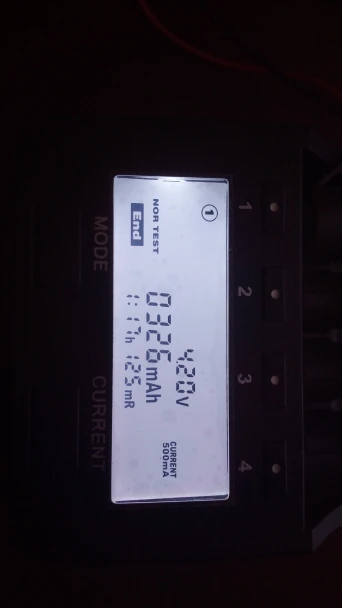 1 2 3 4
①
4.20V
CURRENT
500mA
NOR TEST
0326mAh
End
1:17h 125mR
MODE CURRENT